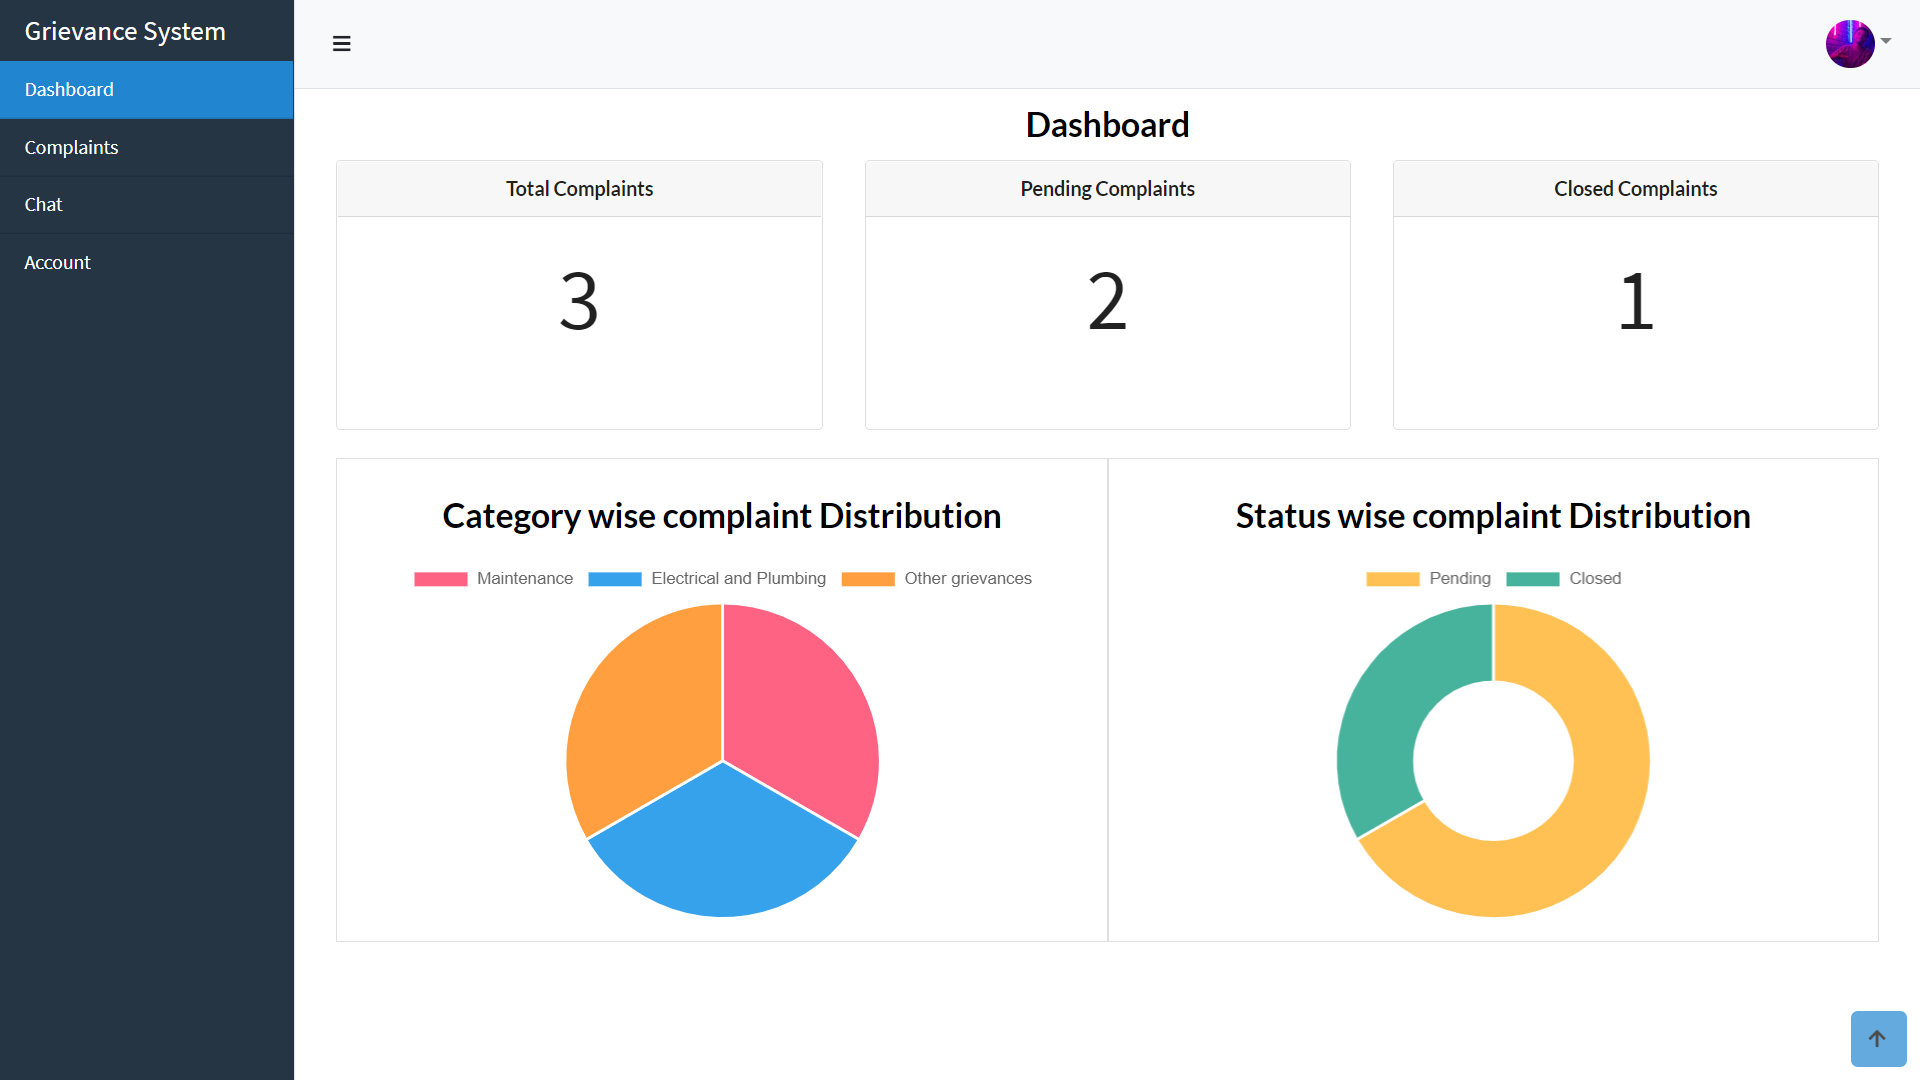 Grievance System
Dashboard
Complaints
Chat
Account
Dashboard
Total Complaints
3
Pending Complaints
2
Closed Complaints
1
Category wise complaint Distribution
Maintenance Electrical and Plumbing Other grievances
Status wise complaint Distribution
Pending Closed